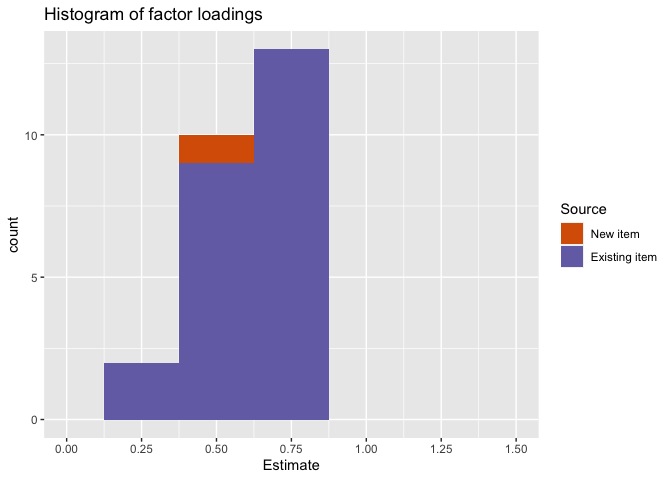 Histogram of factor loadings
10
5
0
count
0.00 0.25 0.50 0.75 1.00 1.25 1.50
Estimate
Source
New item
Existing item